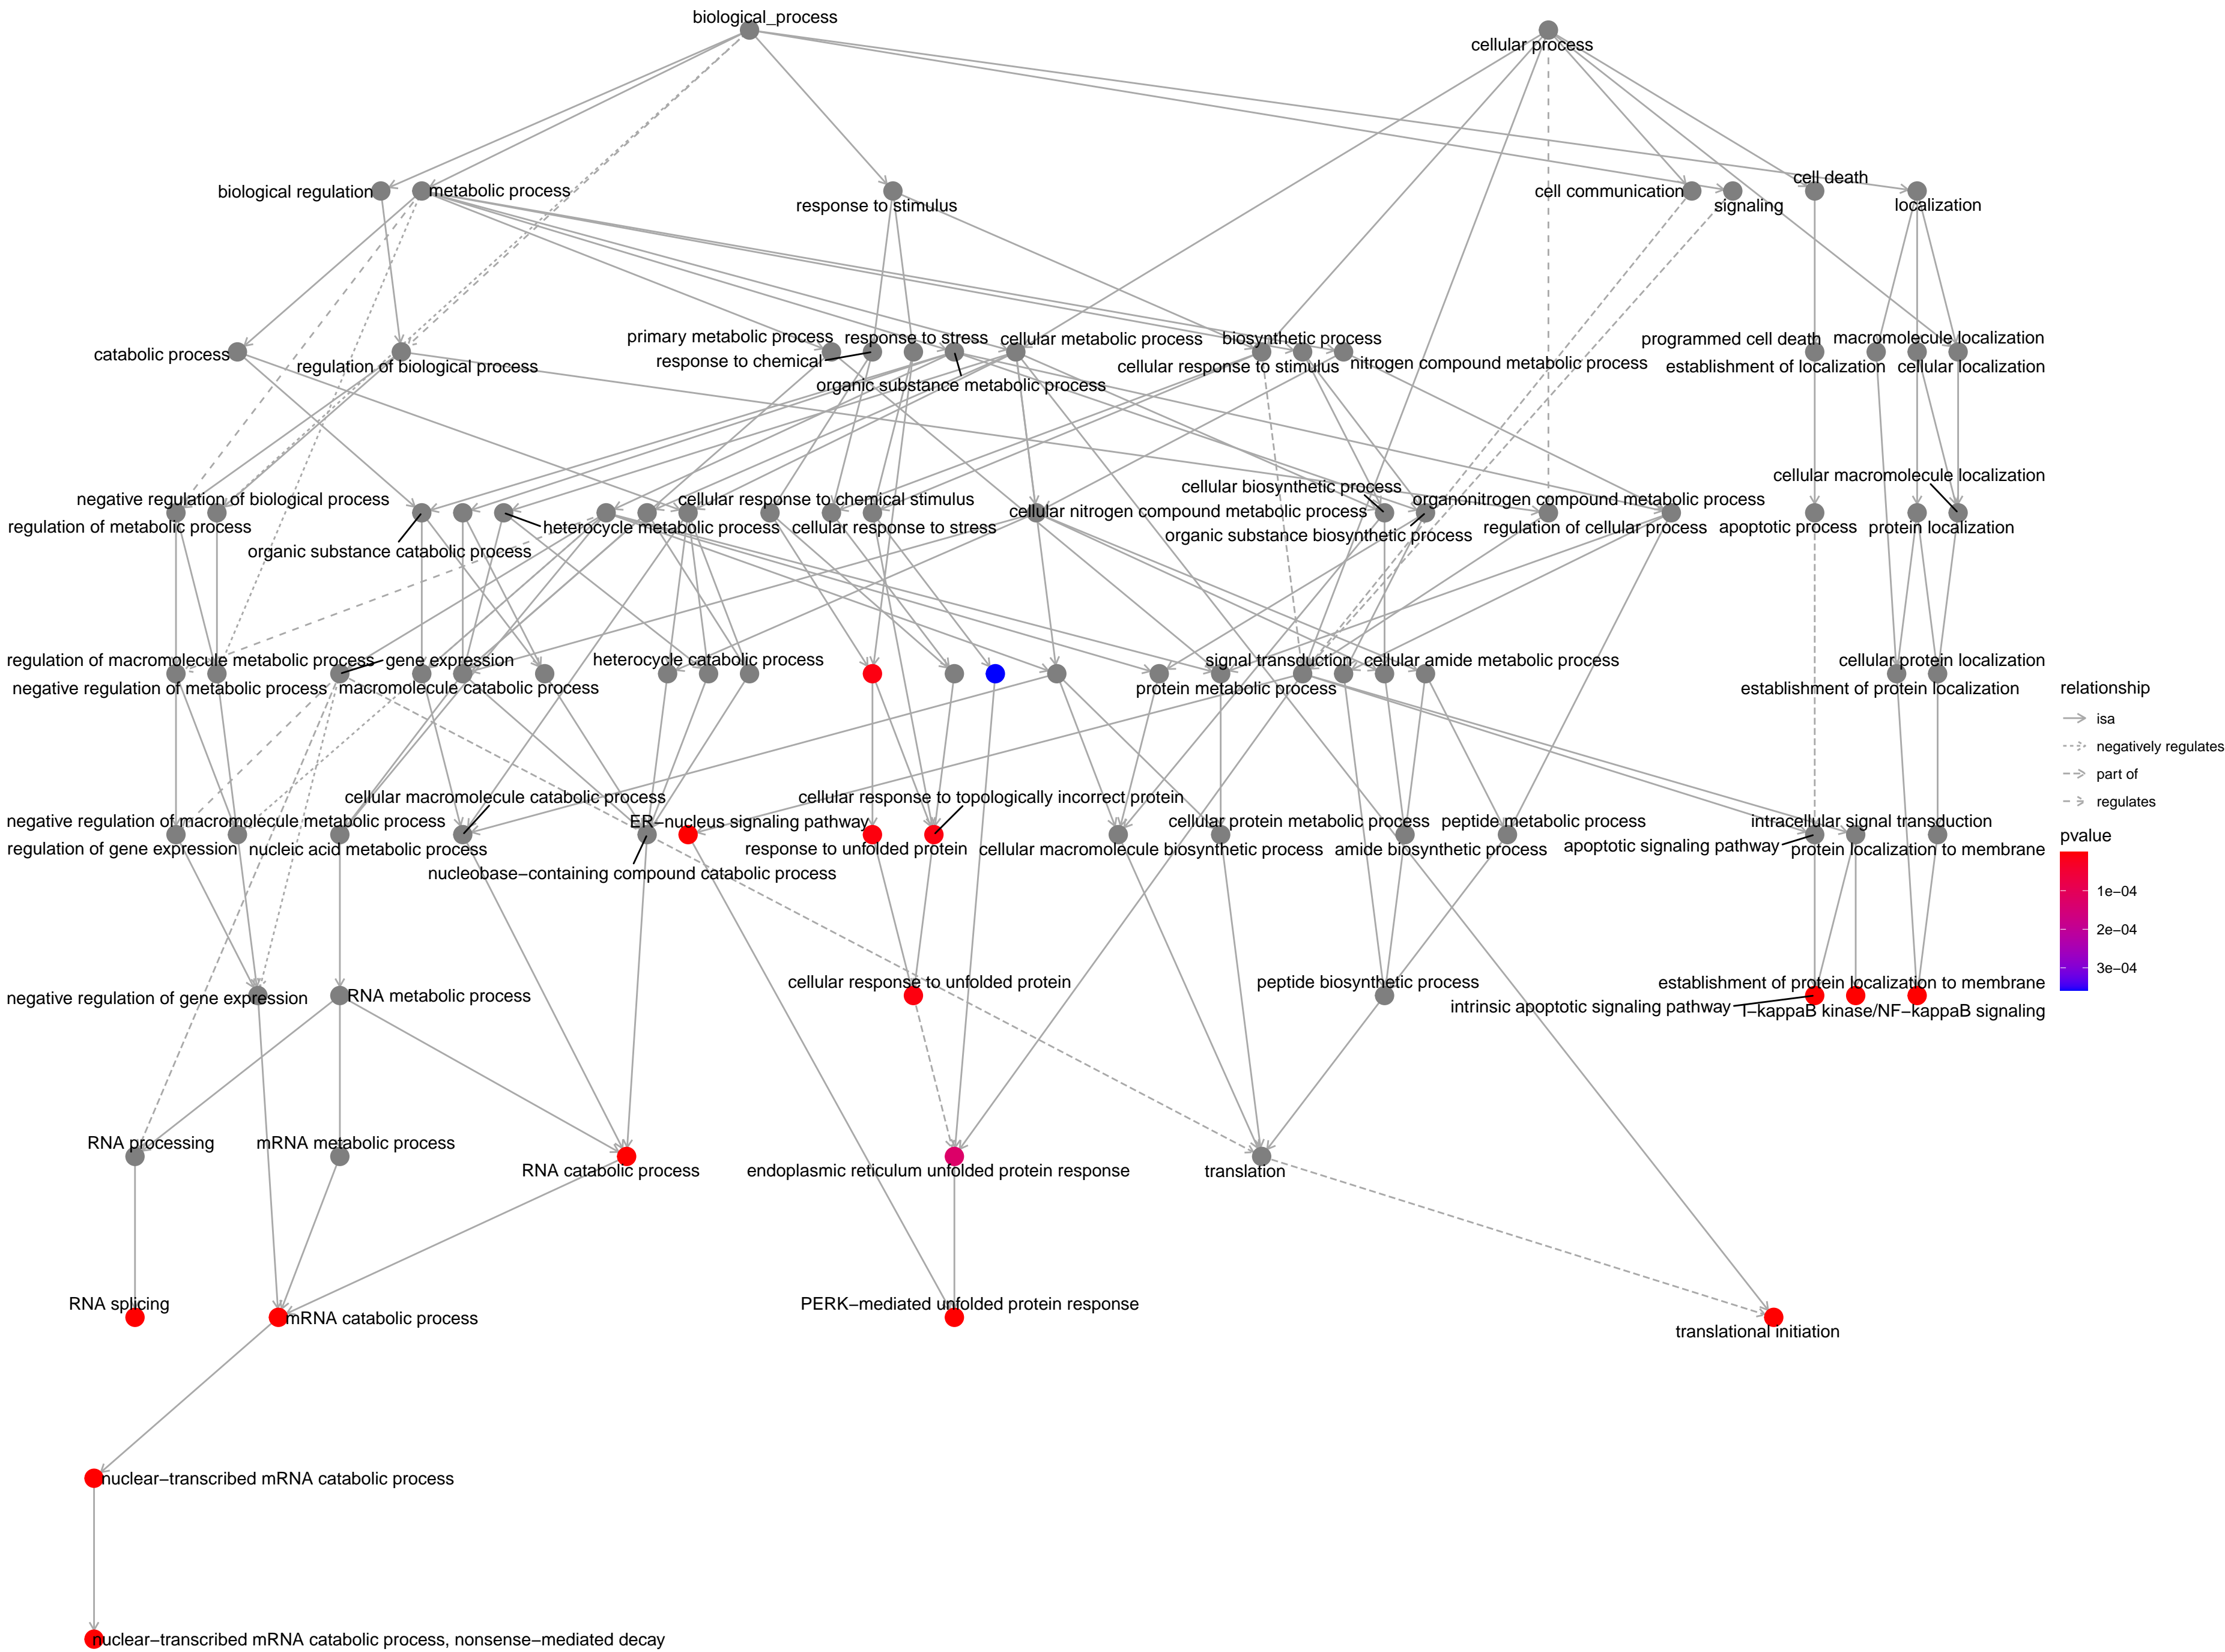 biological_process
cellular process
biological regulation
metabolic process
response to stimulus
cell communication
signaling
cell death
localization
catabolic process
regulation of biological process
primary metabolic process
response to chemical
response to stress
organic substance metabolic process
cellular metabolic process
biosynthetic process
cellular response to stimulus
nitrogen compound metabolic process
programmed cell death
macromolecule localization
establishment of localization
cellular localization
negative regulation of biological process
regulation of metabolic process
organic substance catabolic process
heterocycle metabolic process
cellular response to chemical stimulus
cellular response to stress
cellular nitrogen compound metabolic process
cellular biosynthetic process
organic substance biosynthetic process
organonitrogen compound metabolic process
regulation of cellular process
apoptotic process
cellular macromolecule localization
protein localization
regulation of macromolecule metabolic process
gene expression
negative regulation of metabolic process
macromolecule catabolic process
heterocycle catabolic process
signal transduction
protein metabolic process
cellular amide metabolic process
cellular protein localization
establishment of protein localization
relationship
isa
negatively regulates
part of
regulates
pvalue
1e−04
2e−04
3e−04
cellular macromolecule catabolic process
negative regulation of macromolecule metabolic process
regulation of gene expression
nucleic acid metabolic process
ER−nucleus signaling pathway
nucleobase−containing compound catabolic process
cellular response to topologically incorrect protein
response to unfolded protein
cellular protein metabolic process
cellular macromolecule biosynthetic process
peptide metabolic process
amide biosynthetic process
intracellular signal transduction
apoptotic signaling pathway
protein localization to membrane
negative regulation of gene expression
RNA metabolic process
cellular response to unfolded protein
peptide biosynthetic process
establishment of protein localization to membrane
intrinsic apoptotic signaling pathway
I−kappaB kinase/NF−kappaB signaling
RNA processing
mRNA metabolic process
RNA catabolic process
endoplasmic reticulum unfolded protein response
translation
RNA splicing
mRNA catabolic process
PERK−mediated unfolded protein response
translational initiation
nuclear−transcribed mRNA catabolic process
nuclear−transcribed mRNA catabolic process, nonsense−mediated decay